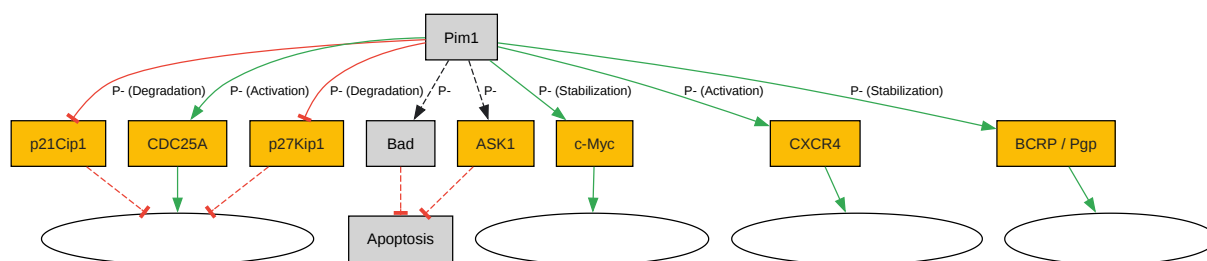 Pim1
P- (Degradation)
P- (Activation)
P- (Degradation)
P-
P-
P- (Stabilization)
P- (Activation)
P- (Stabilization)
p21Cip1
CDC25A
p27Kip1
Bad
ASK1
c-Myc
CXCR4
BCRP / Pgp
Apoptosis